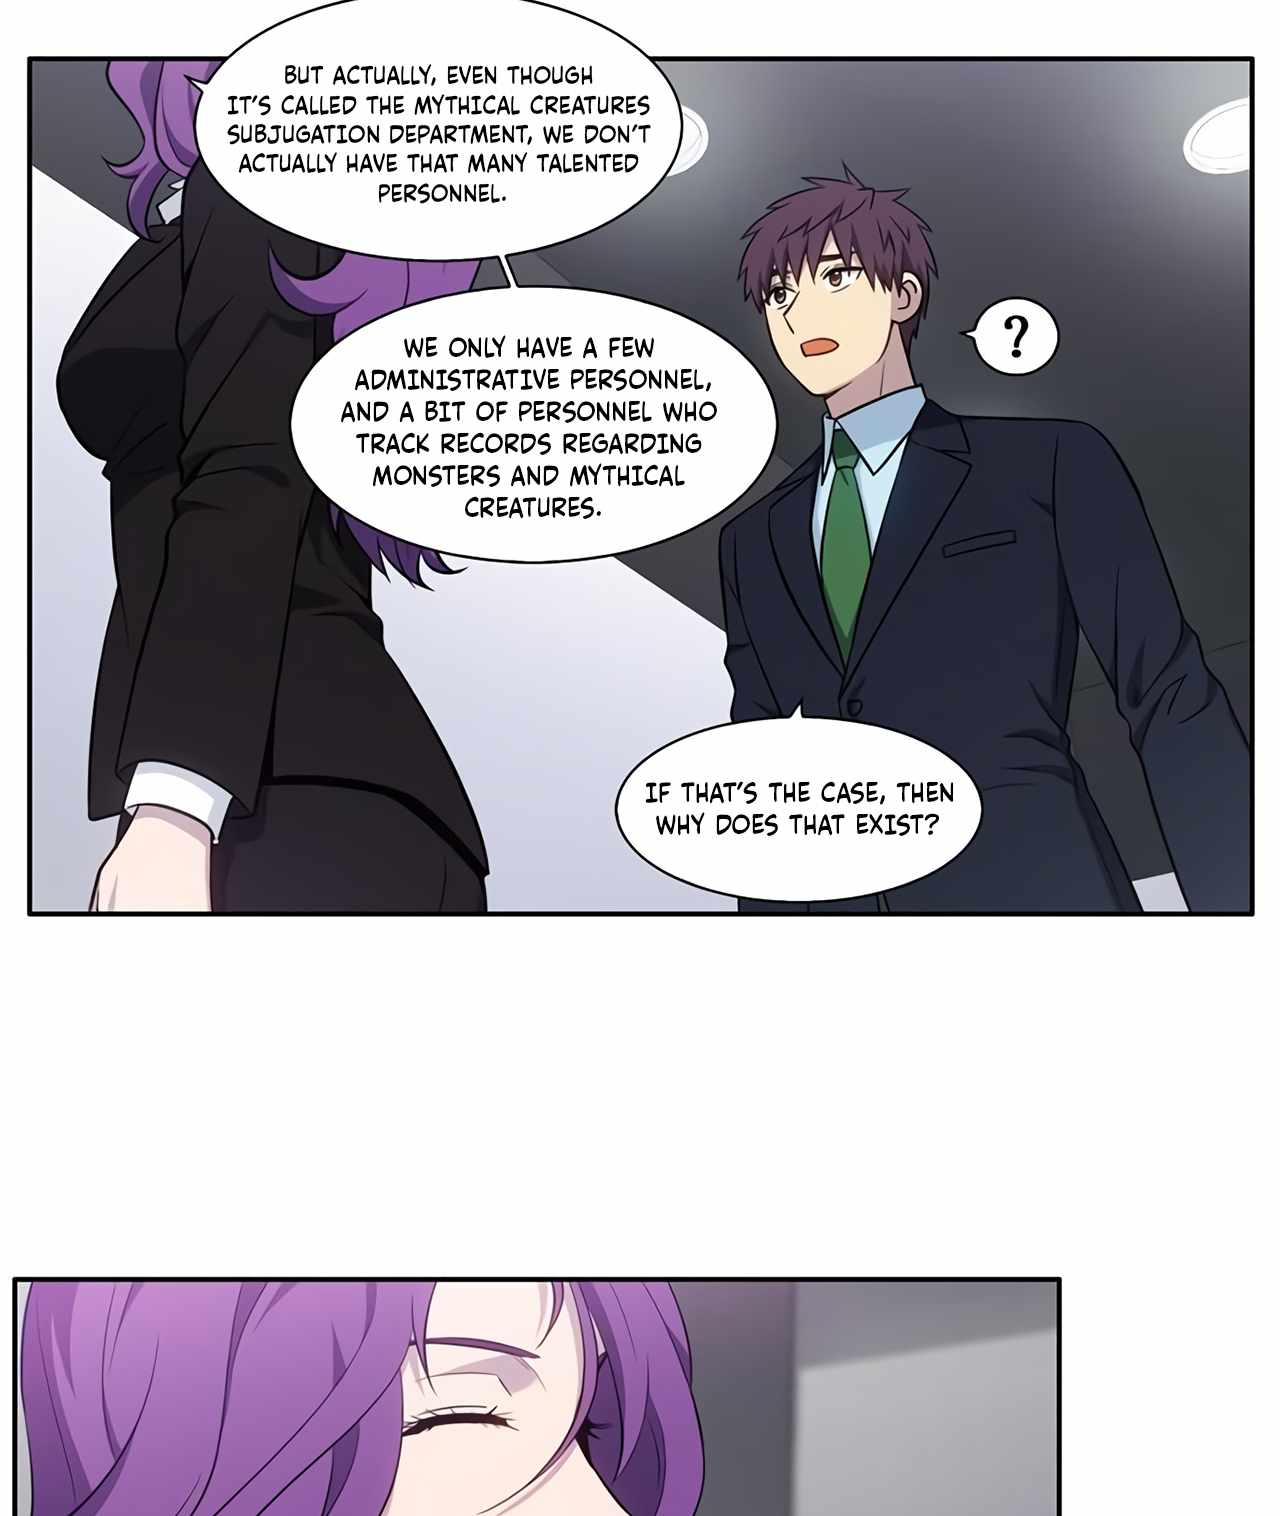 BUT ACTUALLY, EVEN THOUGH
IT'S CALLED THE MYTHICAL CREATURES
SUBJUGATION DEPARTMENT, WE DON'T
ACTUALLY HAVE THAT MANY TALENTED
PERSONNEL.
WE ONLY HAVE A FEW
ADMINISTRATIVE PERSONNEL,
AND A BIT OF PERSONNEL WHO
TRACK RECORDS REGARDING
MONSTERS AND MYTHICAL
CREATURES.
?
IF THAT'S THE CASE, THEN
WHY DOES THAT EXIST?